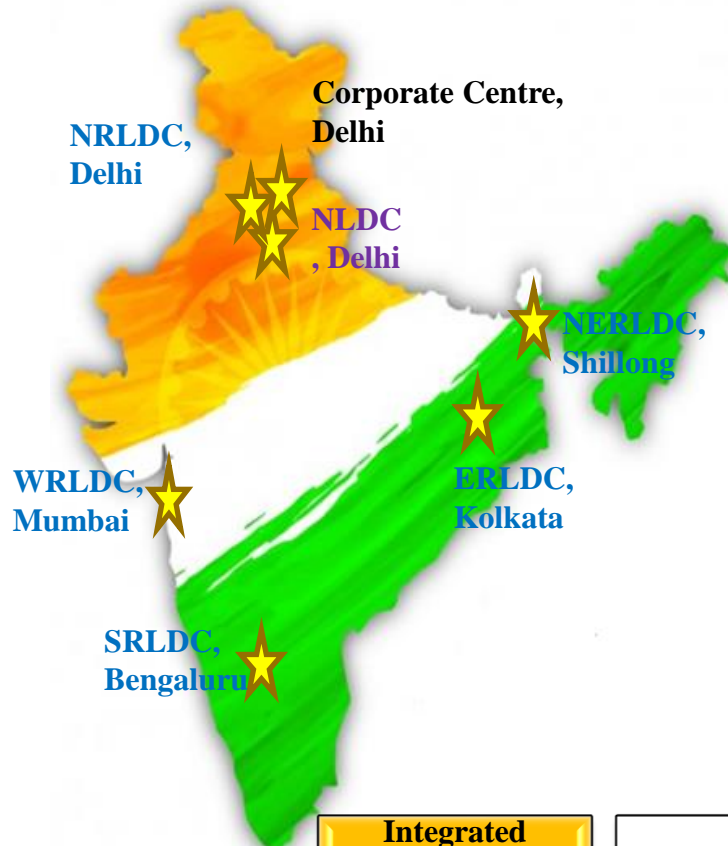 Corporate Centre,
Delhi
NRLDC,
Delhi
NLDC
, Delhi
NERLDC,
Shillong
WRLDC,
Mumbai
ERLDC,
Kolkata
SRLDC,
Bengaluru
Integrated